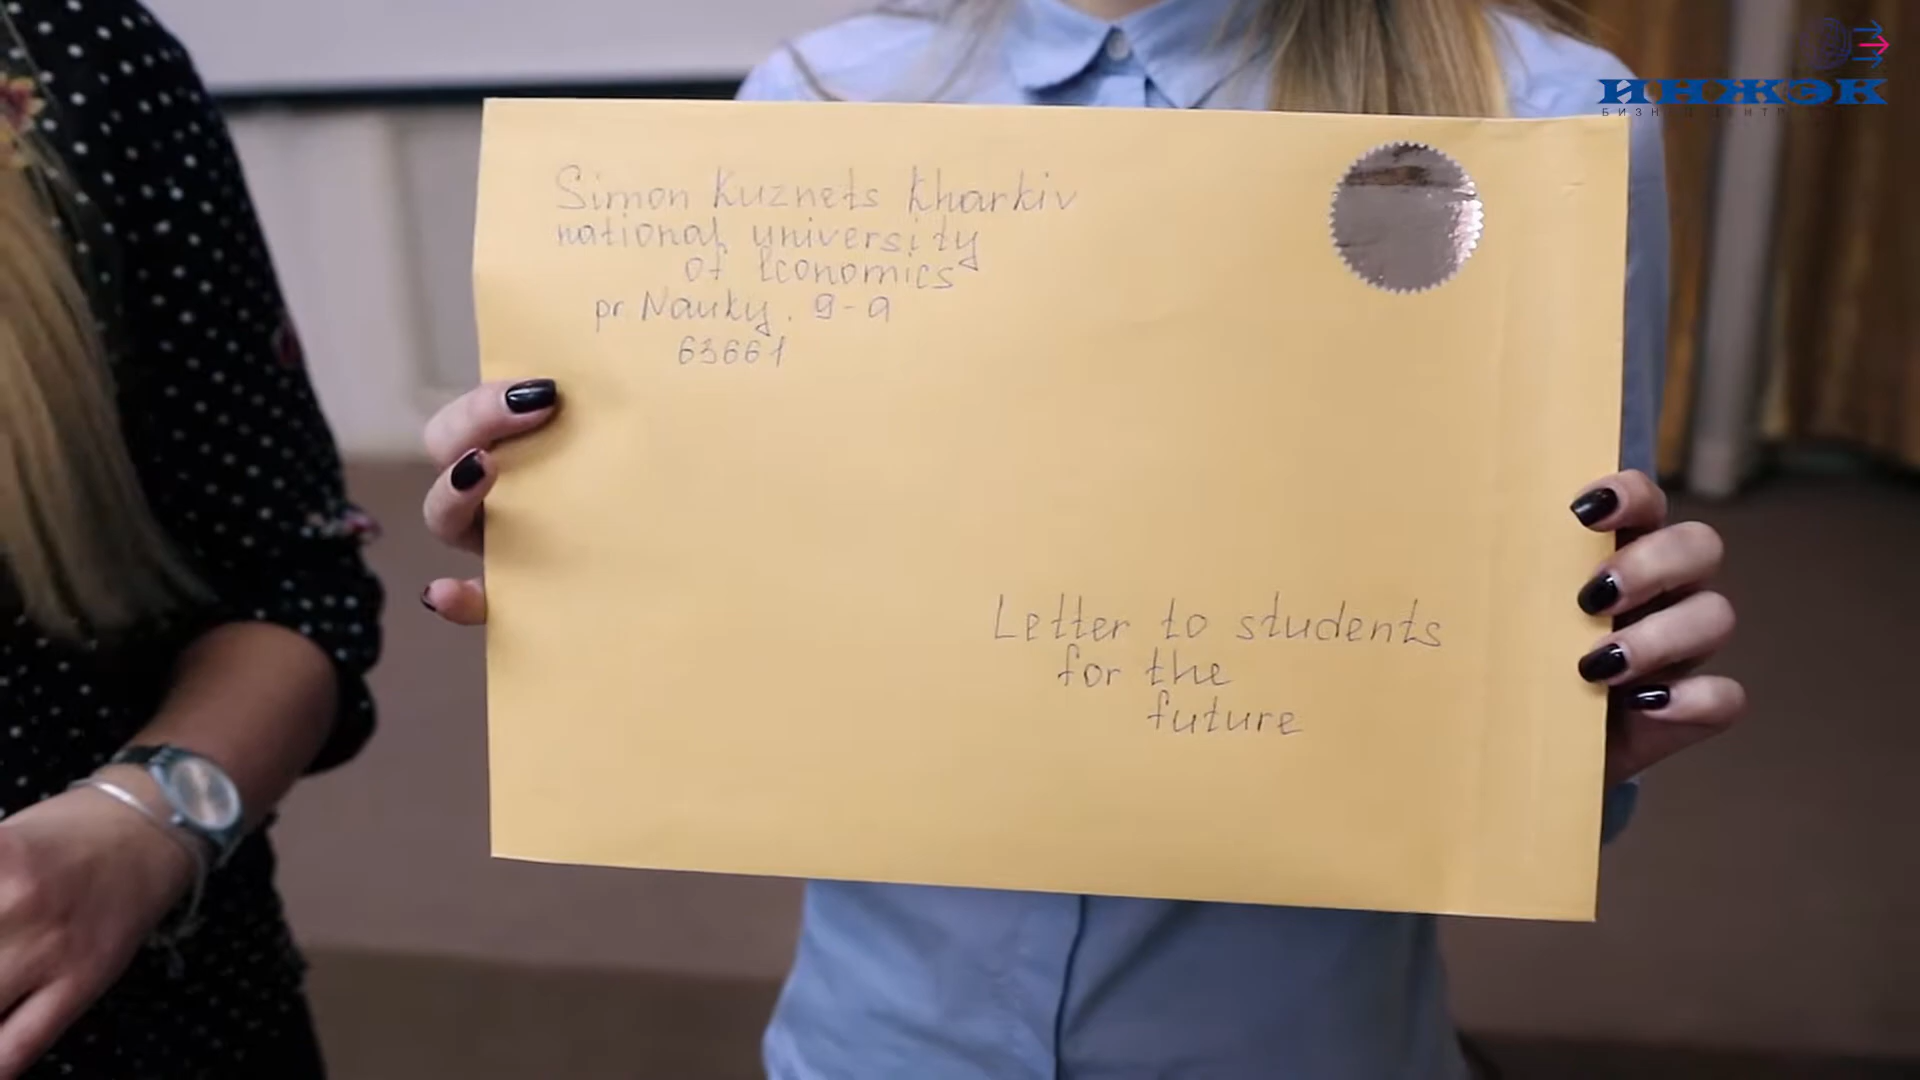 ИНЖЭК
Simon Kuznets Kharkiv
national university
of Economics
pr Nauky. 9-a
63661
Letter to students
for the
future